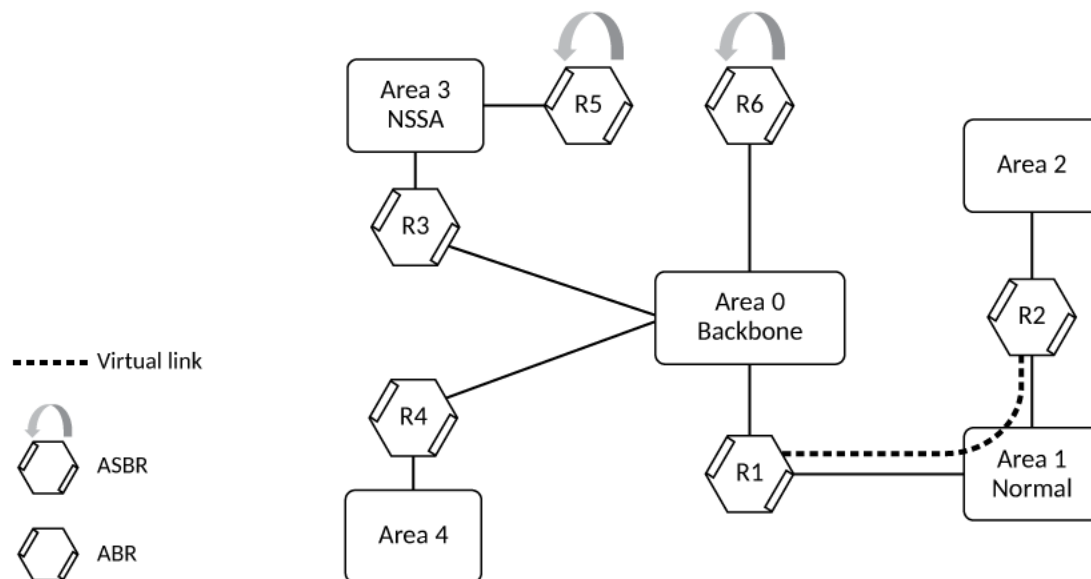 Area 3
NSSA
R5
R6
Area 2
R3
Area 0
Backbone
R2
Virtual link
R4
R1
Area 1
Normal
ASBR
Area 4
ABR